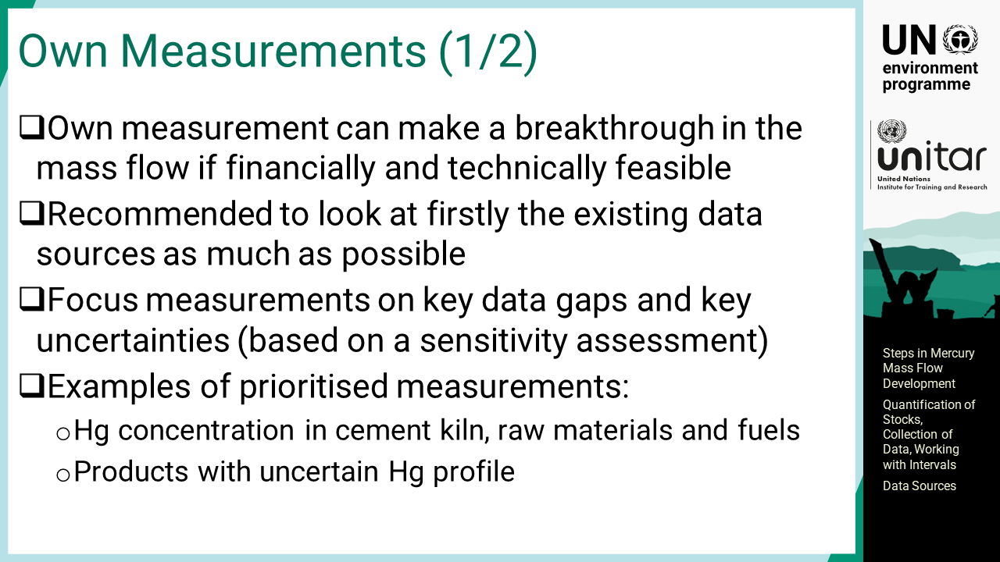 Own Measurements (1/2)
❑Own measurement can make a breakthrough in the
mass flow if financially and technically feasible
❑Recommended to look at firstly the existing data
sources as much as possible
❑Focus measurements on key data gaps and key
uncertainties (based on a sensitivity assessment)
❑Examples of prioritised measurements:
oHg concentration in cement kiln, raw materials and fuels
oProducts with uncertain Hg profile
UN
environment
programme
unitar
United Nations
Institute for Training and Research
Steps in Mercury
Mass Flow
Development
Quantification of
Stocks,
Collection of
Data, Working
with Intervals
Data Sources